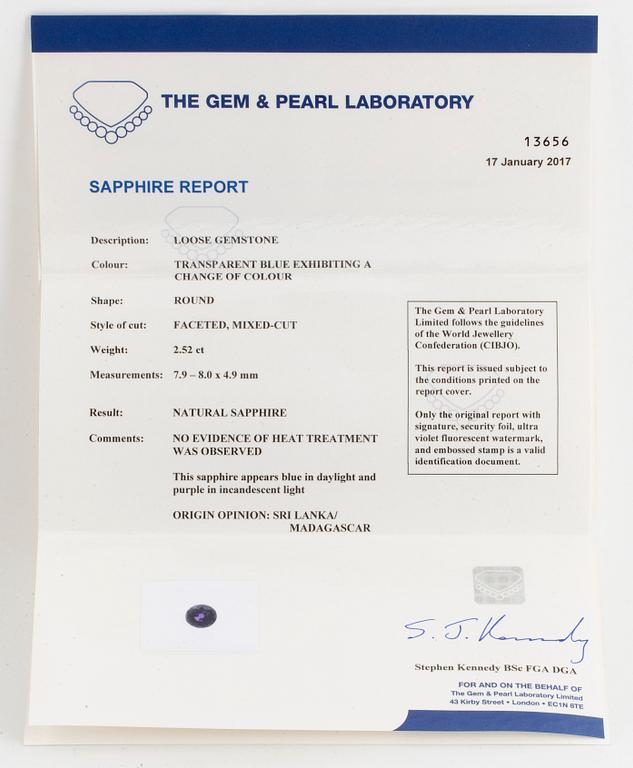 THE GEM & PEARL LABORATORY
13656
17 January 2017
SAPPHIRE REPORT
Description: LOOSE GEMSTONE
Colour: TRANSPARENT BLUE EXHIBITING A
CHANGE OF COLOUR
Shape: ROUND
Style of cut: FACETED, MIXED-CUT
Weight: 2.52 ct
Measurements: 7.9 – 8.0 x 4.9 mm
Result: NATURAL SAPPHIRE
Comments: NO EVIDENCE OF HEAT TREATMENT
WAS OBSERVED
This sapphire appears blue in daylight and
purple in incandescent light
ORIGIN OPINION: SRI LANKA/
MADAGASCAR
The Gem & Pearl Laboratory
Limited follows the guidelines
of the World Jewellery
Confederation (CIBJO).
This report is issued subject to
the conditions printed on the
report cover.
Only the original report with
signature, security foil, ultra
violet fluorescent watermark,
and embossed stamp is a valid
identification document.
S. J. Kennedy
Stephen Kennedy BSc FGA DGA
FOR AND ON THE BEHALF OF
The Gem & Pearl Laboratory Limited
43 Kirby Street • London • EC1N 8TE